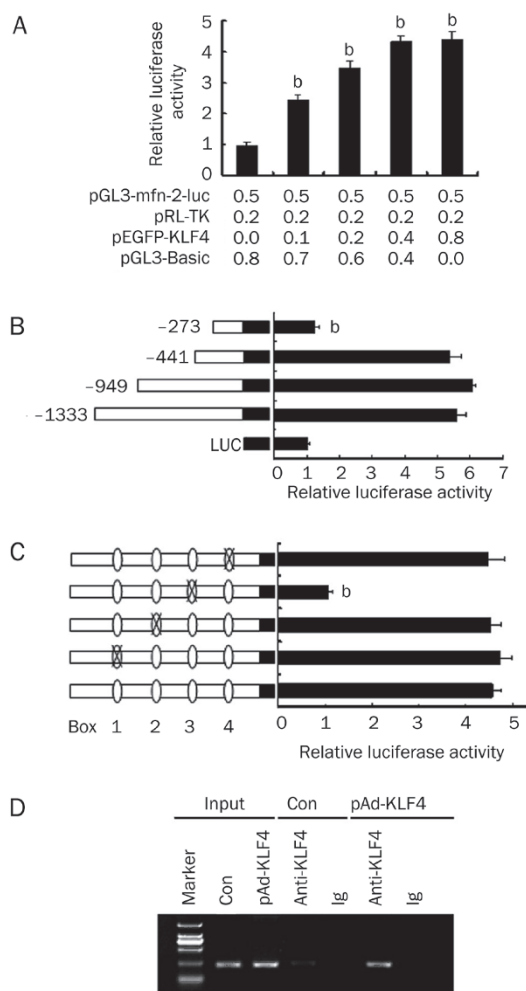 A
Relative luciferase
activity
5
4
3
2
1
0
b b b b
pGL3-mfn-2-luc 0.5 0.5 0.5 0.5 0.5
pRL-TK 0.2 0.2 0.2 0.2 0.2
pEGFP-KLF4 0.0 0.1 0.2 0.4 0.8
pGL3-Basic 0.8 0.7 0.6 0.4 0.0
B
-273 b
-441
-949
-1333
LUC
0 1 2 3 4 5 6 7
Relative luciferase activity
C
b
Box 1 2 3 4
0 1 2 3 4 5
Relative luciferase activity
D
Input Con pAd-KLF4
Marker Con pAd-KLF4 Anti-KLF4 Ig Anti-KLF4 Ig